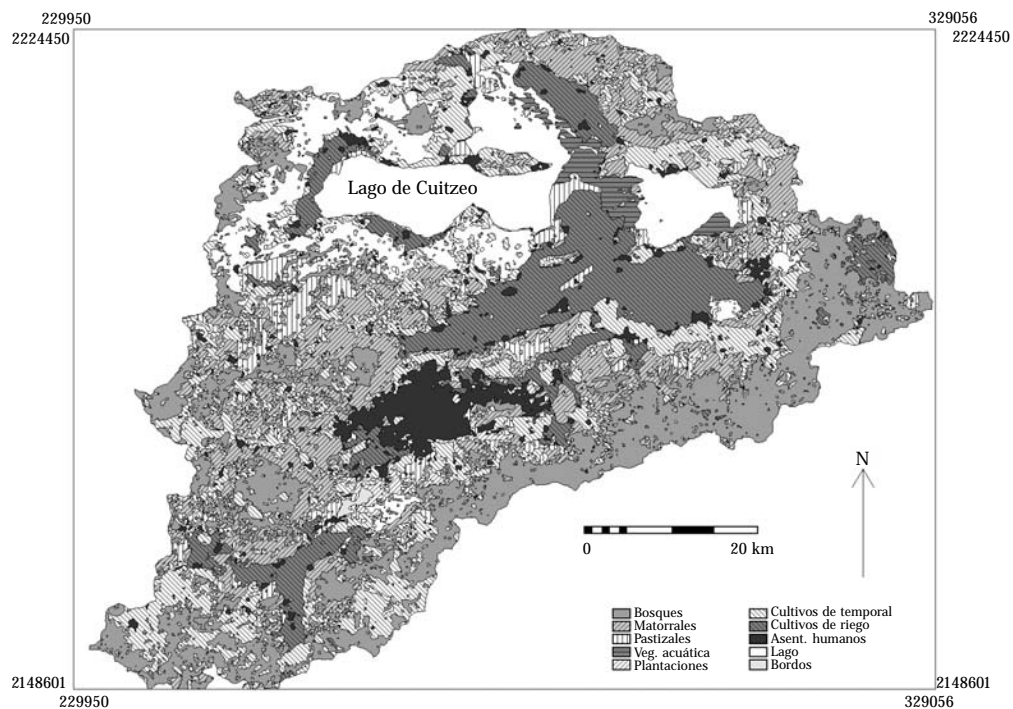 229950
329056
2224450
2224450
Lago de Cuitzeo
N
0
20 km
Bosques
Matorrales
Pastizales
Veg. acuática
Plantaciones
Cultivos de temporal
Cultivos de riego
Asent. humanos
Lago
Bordos
2148601
2148601
229950
329056